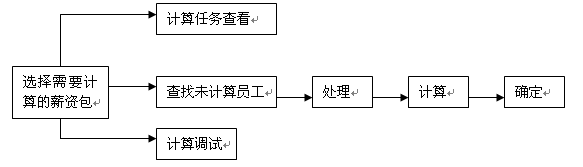 计算任务查看
选择需要计
算的薪资包
查找未计算员工
处理
计算
确定
计算调试